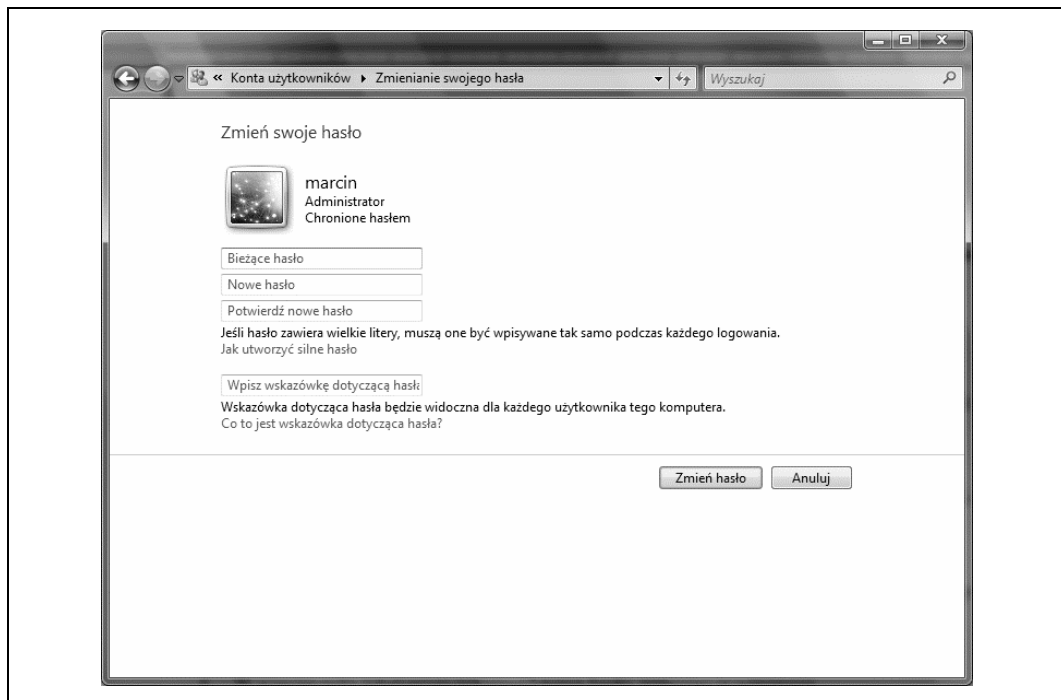 « Konta użytkowników ▸ Zmienianie swojego hasła
Wyszukaj
Zmień swoje hasło
marcin
Administrator
Chronione hasłem
Bieżące hasło
Nowe hasło
Potwierdź nowe hasło
Jeśli hasło zawiera wielkie litery, muszą one być wpisywane tak samo podczas każdego logowania.
Jak utworzyć silne hasło
Wpisz wskazówkę dotyczącą hasła
Wskazówka dotycząca hasła będzie widoczna dla każdego użytkownika tego komputera.
Co to jest wskazówka dotycząca hasła?
Zmień hasło
Anuluj